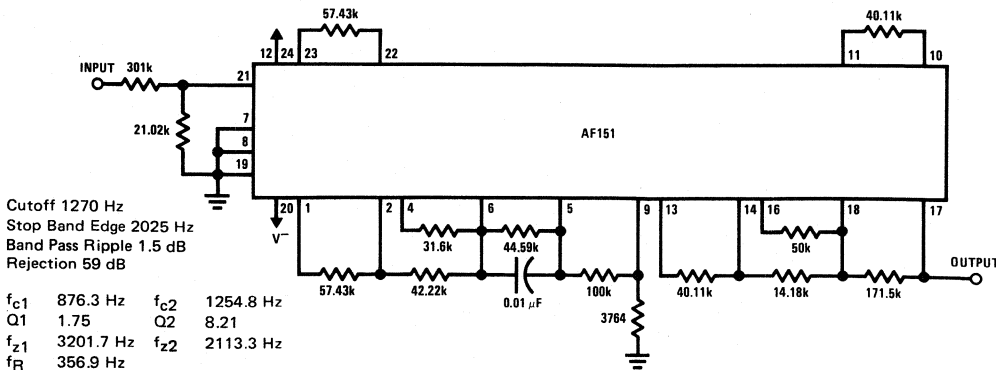 57.43k
40.11k
12 24 23 22 11 10
INPUT 301k
21
21.02k
7
8
19
AF151
20 1 2 4 6 5 9 13 14 16 18 17
V⁻
31.6k 44.59k 50k
OUTPUT
57.43k 42.22k 0.01 μF 100k 40.11k 14.18k 171.5k
3764
Cutoff 1270 Hz
Stop Band Edge 2025 Hz
Band Pass Ripple 1.5 dB
Rejection 59 dB
fc1 876.3 Hz fc2 1254.8 Hz
Q1 1.75 Q2 8.21
fz1 3201.7 Hz fz2 2113.3 Hz
fR 356.9 Hz